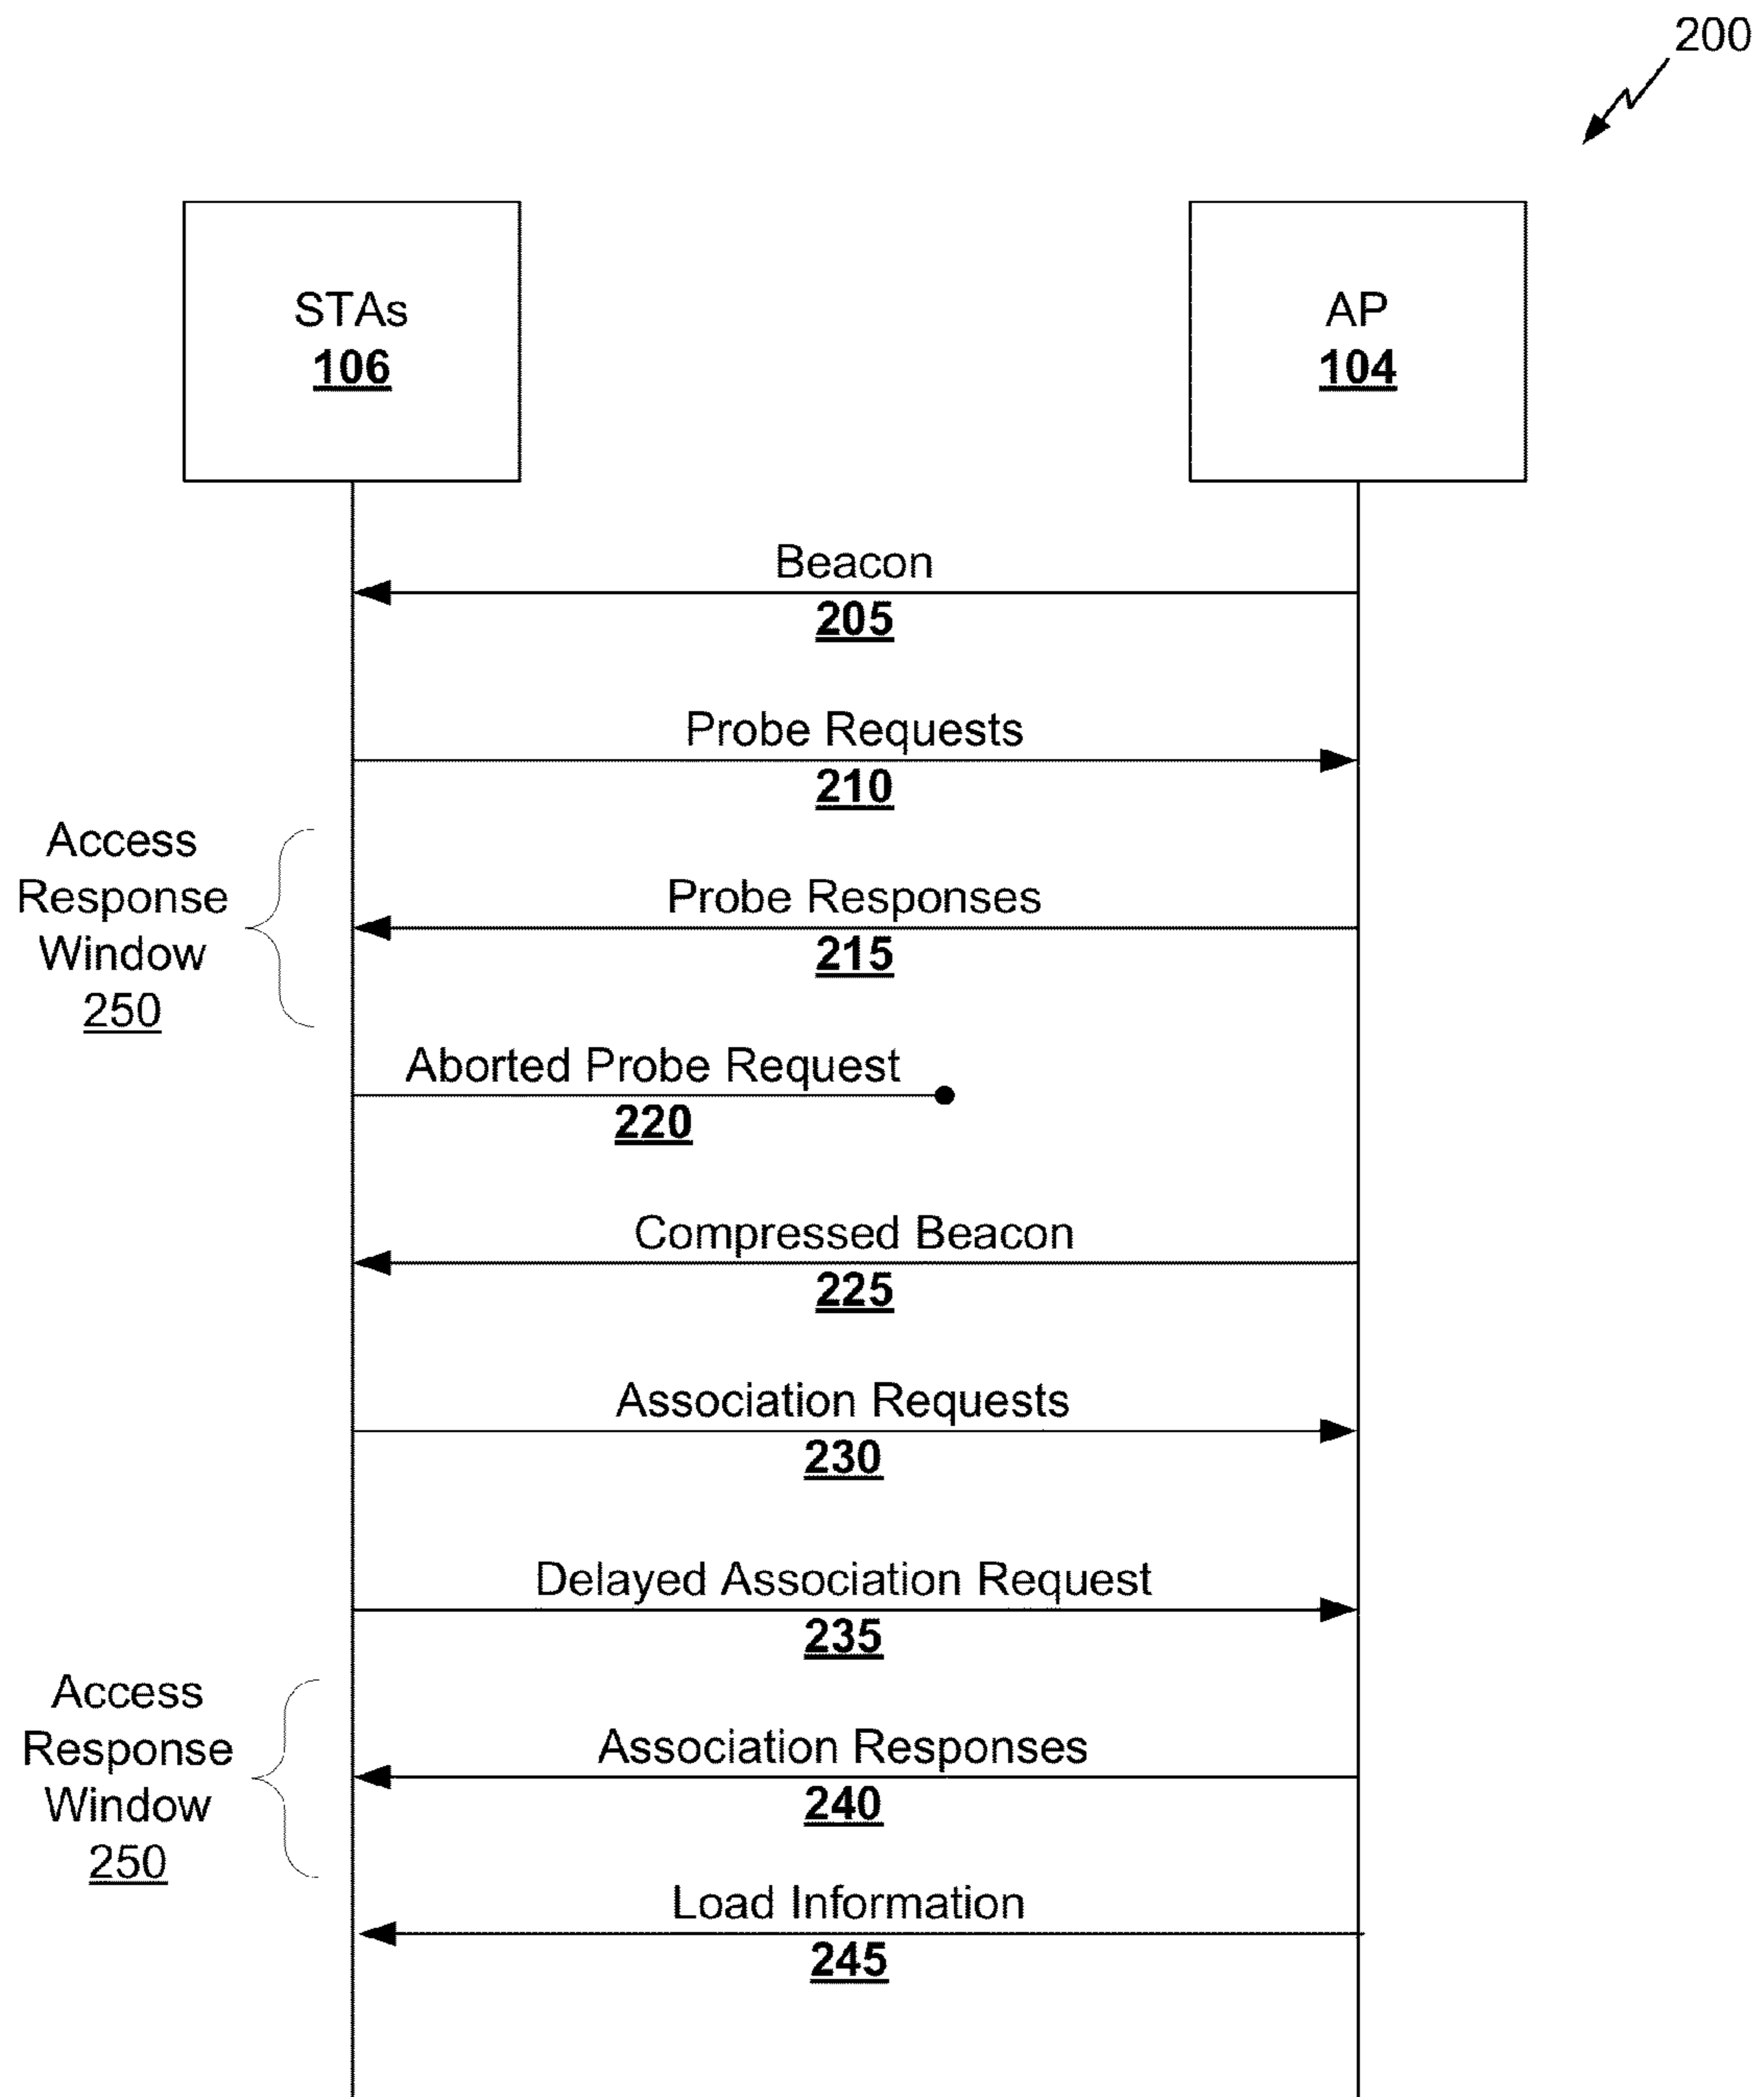 200
STAs
106
AP
104
Beacon
205
Probe Requests
210
Access
Response
Window
250
Probe Responses
215
Aborted Probe Request
220
Compressed Beacon
225
Association Requests
230
Delayed Association Request
235
Access
Response
Window
250
Association Responses
240
Load Information
245